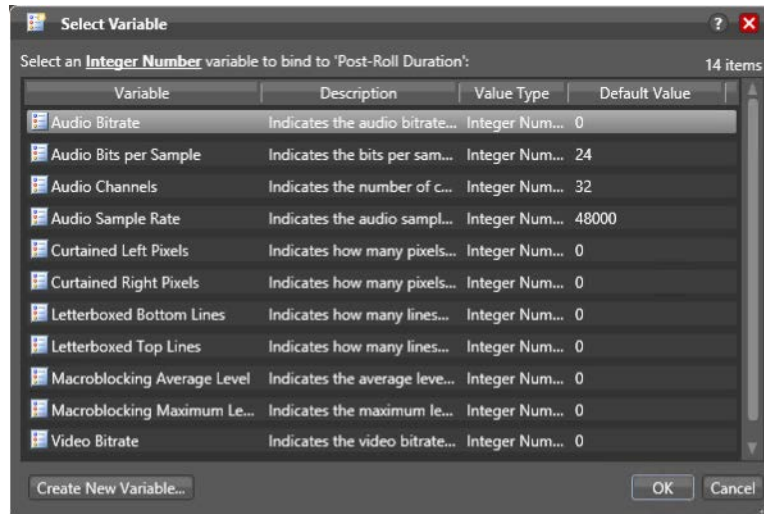 Select Variable
Select an Integer Number variable to bind to 'Post-Roll Duration': 14 items
Variable Description Value Type Default Value
Audio Bitrate Indicates the audio bitrate... Integer Num... 0
Audio Bits per Sample Indicates the bits per sam... Integer Num... 24
Audio Channels Indicates the number of c... Integer Num... 32
Audio Sample Rate Indicates the audio sampl... Integer Num... 48000
Curtained Left Pixels Indicates how many pixels... Integer Num... 0
Curtained Right Pixels Indicates how many pixels... Integer Num... 0
Letterboxed Bottom Lines Indicates how many lines... Integer Num... 0
Letterboxed Top Lines Indicates how many lines... Integer Num... 0
Macroblocking Average Level Indicates the average leve... Integer Num... 0
Macroblocking Maximum Le... Indicates the maximum le... Integer Num... 0
Video Bitrate Indicates the video bitrate... Integer Num... 0
Create New Variable... OK Cancel